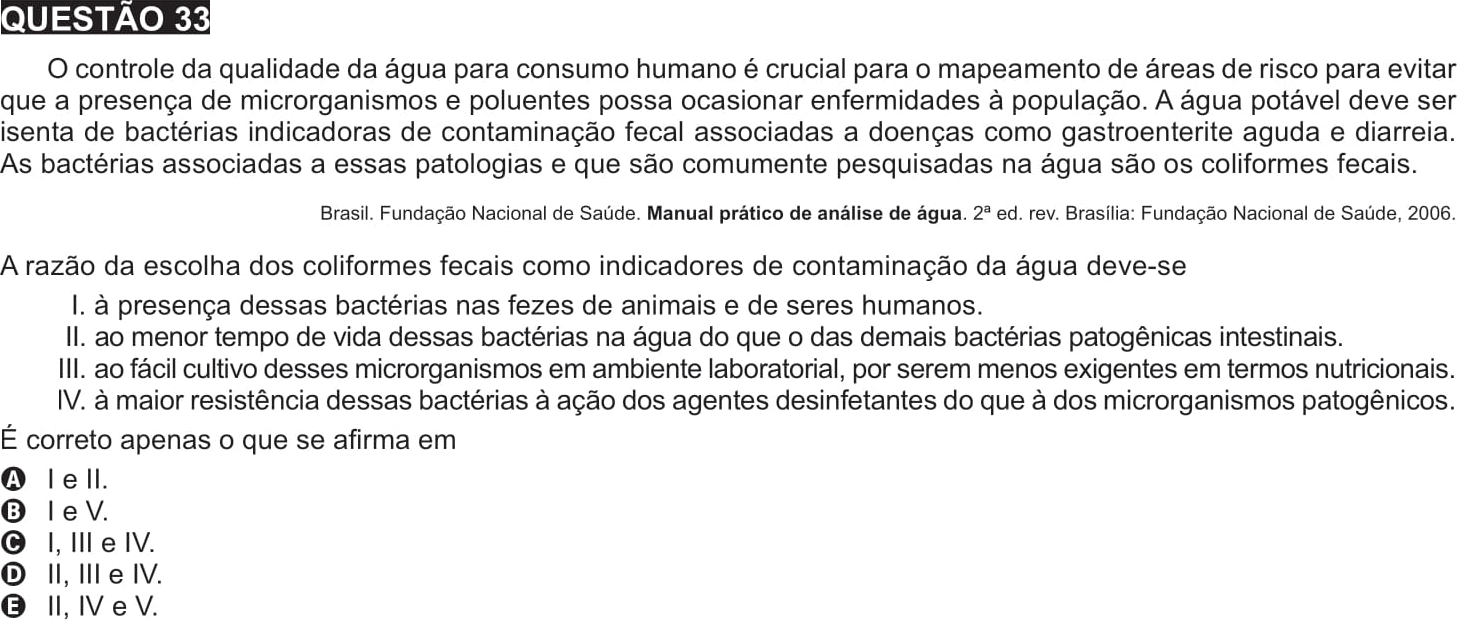 QUESTÃO 33
O controle da qualidade da água para consumo humano é crucial para o mapeamento de áreas de risco para evitar
que a presença de microrganismos e poluentes possa ocasionar enfermidades à população. A água potável deve ser
isenta de bactérias indicadoras de contaminação fecal associadas a doenças como gastroenterite aguda e diarreia.
As bactérias associadas a essas patologias e que são comumente pesquisadas na água são os coliformes fecais.
Brasil. Fundação Nacional de Saúde. Manual prático de análise de água. 2ª ed. rev. Brasília: Fundação Nacional de Saúde, 2006.
A razão da escolha dos coliformes fecais como indicadores de contaminação da água deve-se
I. à presença dessas bactérias nas fezes de animais e de seres humanos.
II. ao menor tempo de vida dessas bactérias na água do que o das demais bactérias patogênicas intestinais.
III. ao fácil cultivo desses microrganismos em ambiente laboratorial, por serem menos exigentes em termos nutricionais.
IV. à maior resistência dessas bactérias à ação dos agentes desinfetantes do que à dos microrganismos patogênicos.
É correto apenas o que se afirma em
A I e II.
B I e V.
C I, III e IV.
D II, III e IV.
E II, IV e V.